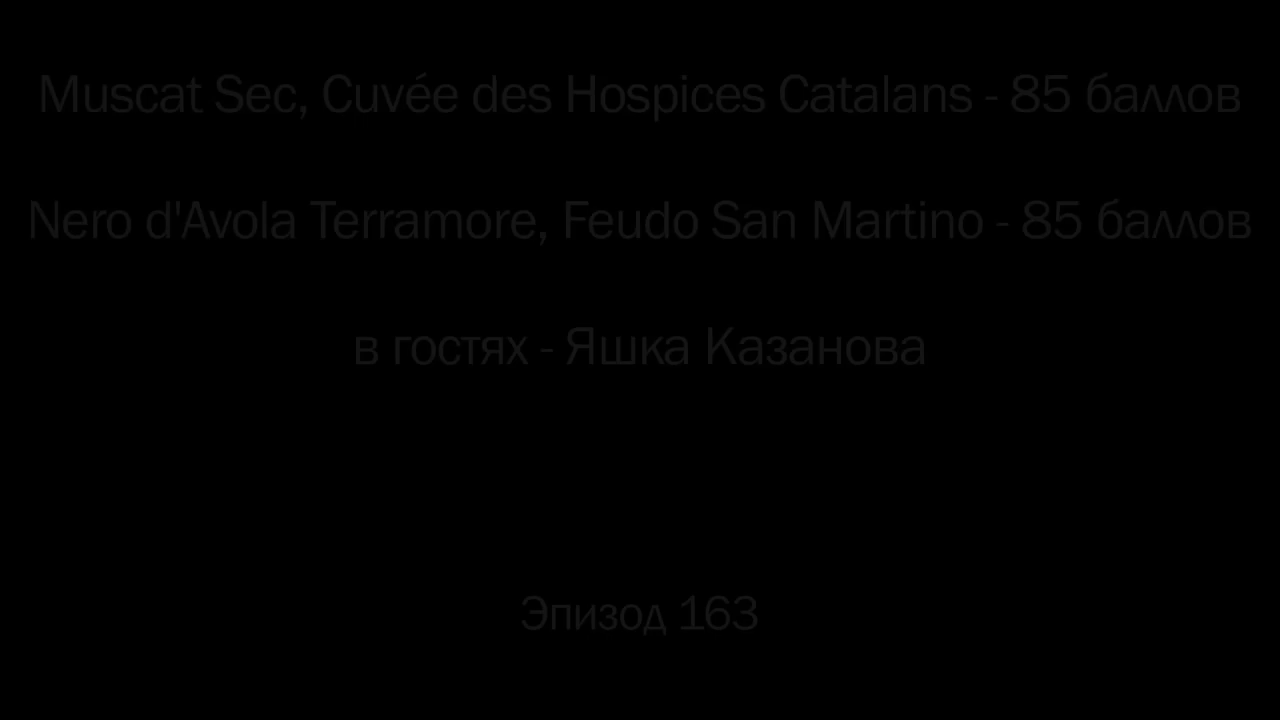 Muscat Sec, Cuvée des Hospices Catalans - 85 баллов
Nero d'Avola Terramore, Feudo San Martino - 85 баллов
в гостях - Яшка Казанова
Эпизод 163